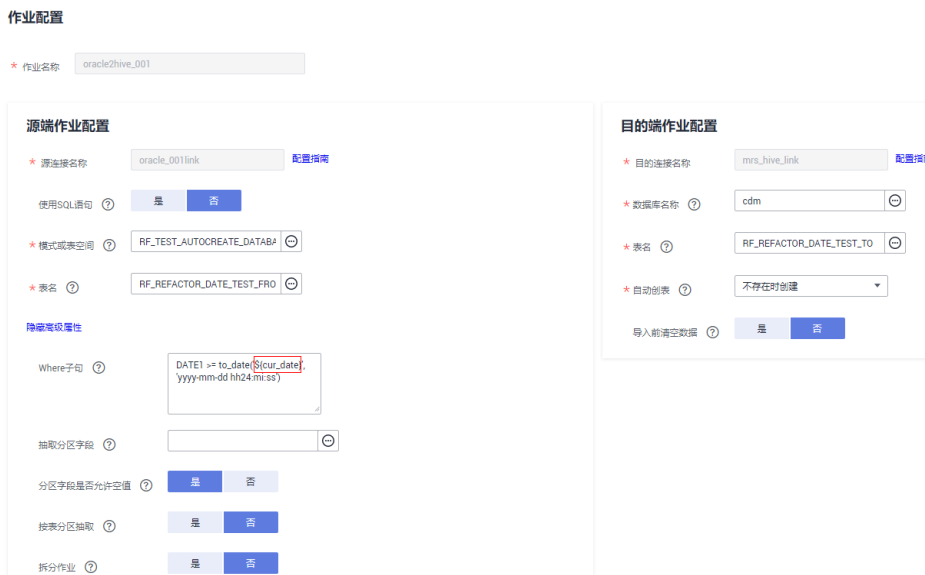 作业配置
* 作业名称 oracle2hive_001
源端作业配置
* 源连接名称 oracle_001link 配置指南
使用SQL语句 ? 是 否
* 模式或表空间 ? RF_TEST_AUTOCREATE_DATABA
* 表名 ? RF_REFACTOR_DATE_TEST_FRO
隐藏高级属性
Where子句 ? DATE1 >= to_date('${cur_date}',
'yyyy-mm-dd hh24:mi:ss')
抽取分区字段 ?
分区字段是否允许空值 ? 是 否
按表分区抽取 ? 是 否
拆分作业 ? 是 否
目的端作业配置
* 目的连接名称 mrs_hive_link 配置指
* 数据库名称 ? cdm
* 表名 ? RF_REFACTOR_DATE_TEST_TO
* 自动创表 ? 不存在时创建
导入前清空数据 ? 是 否